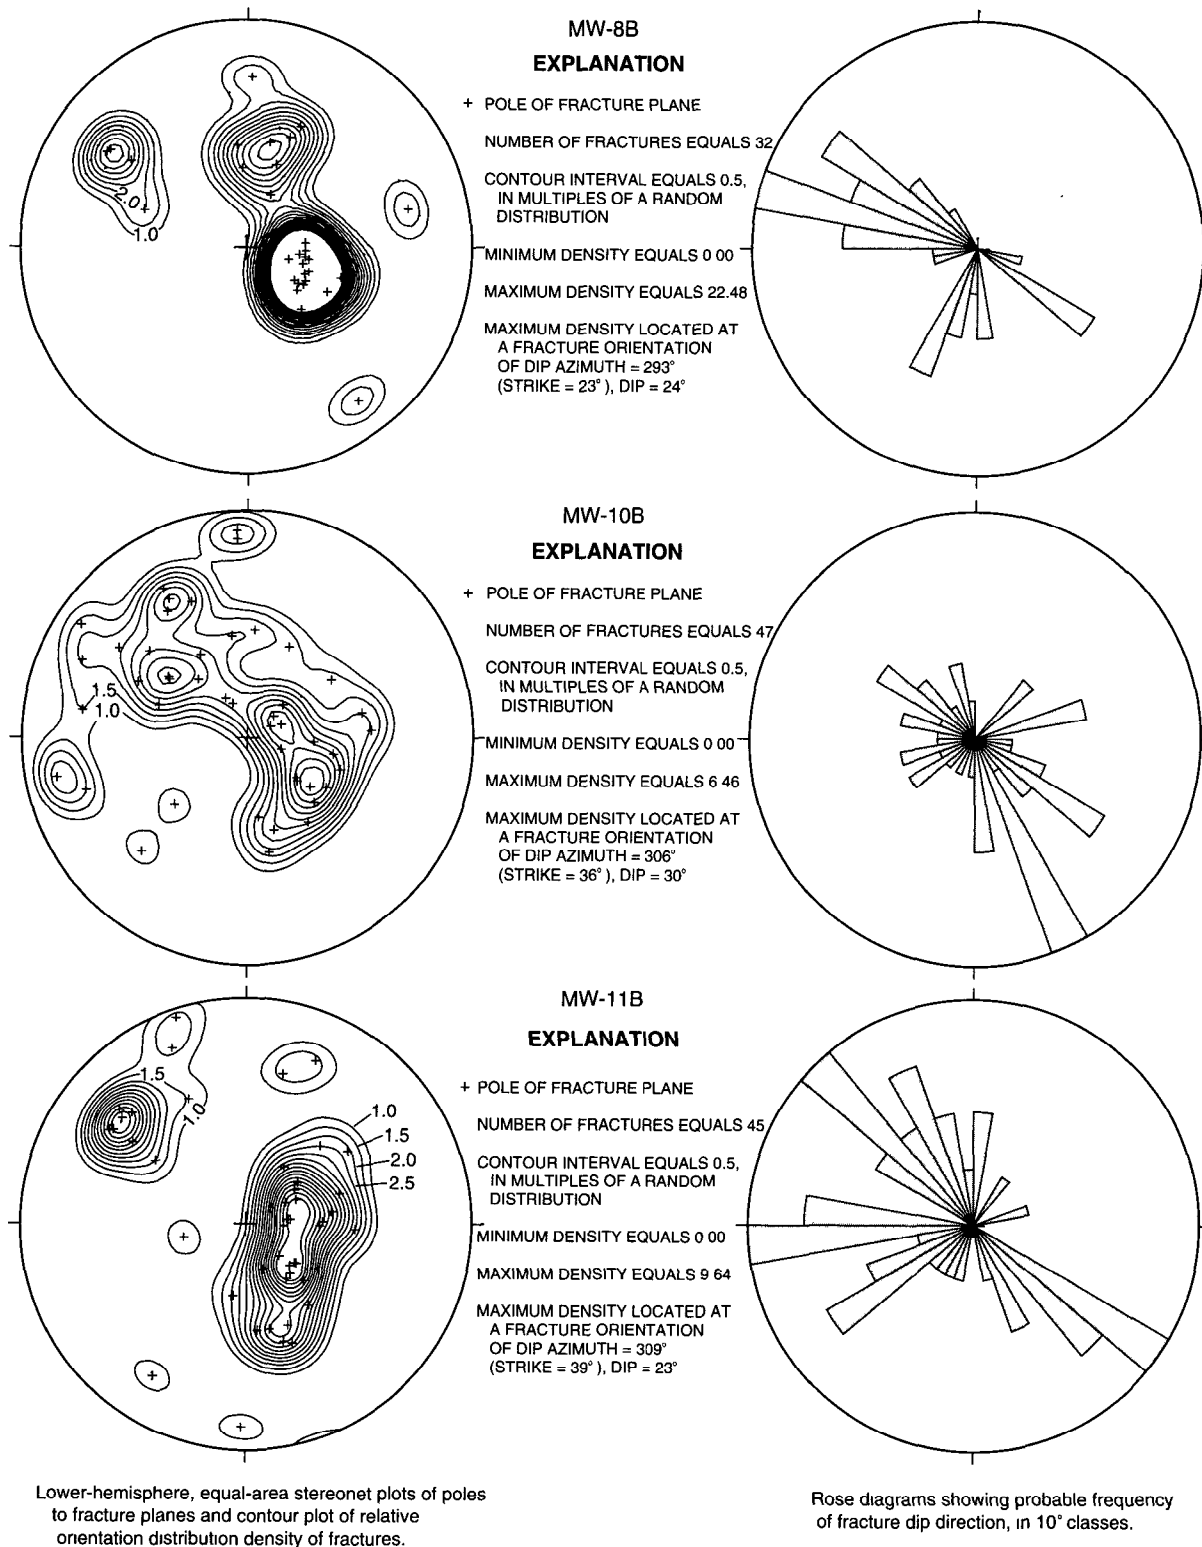 MW-8B
EXPLANATION
+ POLE OF FRACTURE PLANE
NUMBER OF FRACTURES EQUALS 32
CONTOUR INTERVAL EQUALS 0.5,
IN MULTIPLES OF A RANDOM
DISTRIBUTION
MINIMUM DENSITY EQUALS 0 00
MAXIMUM DENSITY EQUALS 22.48
MAXIMUM DENSITY LOCATED AT
A FRACTURE ORIENTATION
OF DIP AZIMUTH = 293°
(STRIKE = 23°), DIP = 24°
2.0
1.0
MW-10B
EXPLANATION
+ POLE OF FRACTURE PLANE
NUMBER OF FRACTURES EQUALS 47
CONTOUR INTERVAL EQUALS 0.5,
IN MULTIPLES OF A RANDOM
DISTRIBUTION
MINIMUM DENSITY EQUALS 0 00
MAXIMUM DENSITY EQUALS 6 46
MAXIMUM DENSITY LOCATED AT
A FRACTURE ORIENTATION
OF DIP AZIMUTH = 306°
(STRIKE = 36°), DIP = 30°
1.5
1.0
MW-11B
EXPLANATION
+ POLE OF FRACTURE PLANE
NUMBER OF FRACTURES EQUALS 45
CONTOUR INTERVAL EQUALS 0.5,
IN MULTIPLES OF A RANDOM
DISTRIBUTION
MINIMUM DENSITY EQUALS 0 00
MAXIMUM DENSITY EQUALS 9 64
MAXIMUM DENSITY LOCATED AT
A FRACTURE ORIENTATION
OF DIP AZIMUTH = 309°
(STRIKE = 39°), DIP = 23°
1.5
1.0
1.0
1.5
2.0
2.5
Lower-hemisphere, equal-area stereonet plots of poles
to fracture planes and contour plot of relative
orientation distribution density of fractures.
Rose diagrams showing probable frequency
of fracture dip direction, in 10° classes.